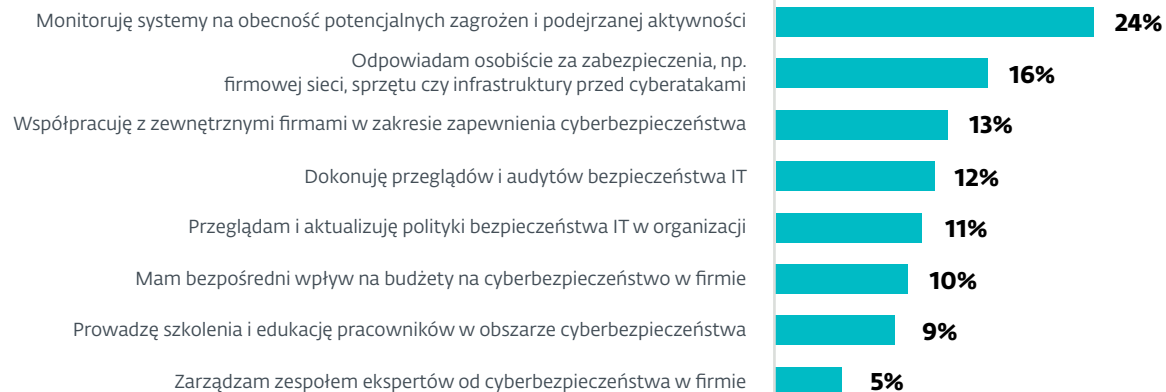 Monitoruję systemy na obecność potencjalnych zagrożeń i podejrzanej aktywności 24%
Odpowiadam osobiście za zabezpieczenia, np.
firmowej sieci, sprzętu czy infrastruktury przed cyberatakami 16%
Współpracuję z zewnętrznymi firmami w zakresie zapewnienia cyberbezpieczeństwa 13%
Dokonuję przeglądów i audytów bezpieczeństwa IT 12%
Przeglądam i aktualizuję polityki bezpieczeństwa IT w organizacji 11%
Mam bezpośredni wpływ na budżety na cyberbezpieczeństwo w firmie 10%
Prowadzę szkolenia i edukację pracowników w obszarze cyberbezpieczeństwa 9%
Zarządzam zespołem ekspertów od cyberbezpieczeństwa w firmie 5%